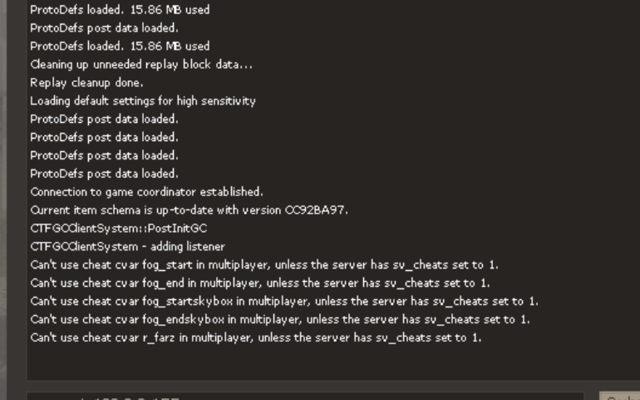 ProtoDefs loaded. 15.86 MB used
ProtoDefs post data loaded.
ProtoDefs loaded. 15.86 MB used
Cleaning up unneeded replay block data...
Replay cleanup done.
Loading default settings for high sensitivity
ProtoDefs post data loaded.
ProtoDefs post data loaded.
ProtoDefs post data loaded.
ProtoDefs post data loaded.
Connection to game coordinator established.
Current item schema is up-to-date with version CC92BA97.
CTFGCClientSystem::PostInitGC
CTFGCClientSystem - adding listener
Can't use cheat cvar fog_start in multiplayer, unless the server has sv_cheats set to 1.
Can't use cheat cvar fog_end in multiplayer, unless the server has sv_cheats set to 1.
Can't use cheat cvar fog_startskybox in multiplayer, unless the server has sv_cheats set to 1.
Can't use cheat cvar fog_endskybox in multiplayer, unless the server has sv_cheats set to 1.
Can't use cheat cvar r_farz in multiplayer, unless the server has sv_cheats set to 1.